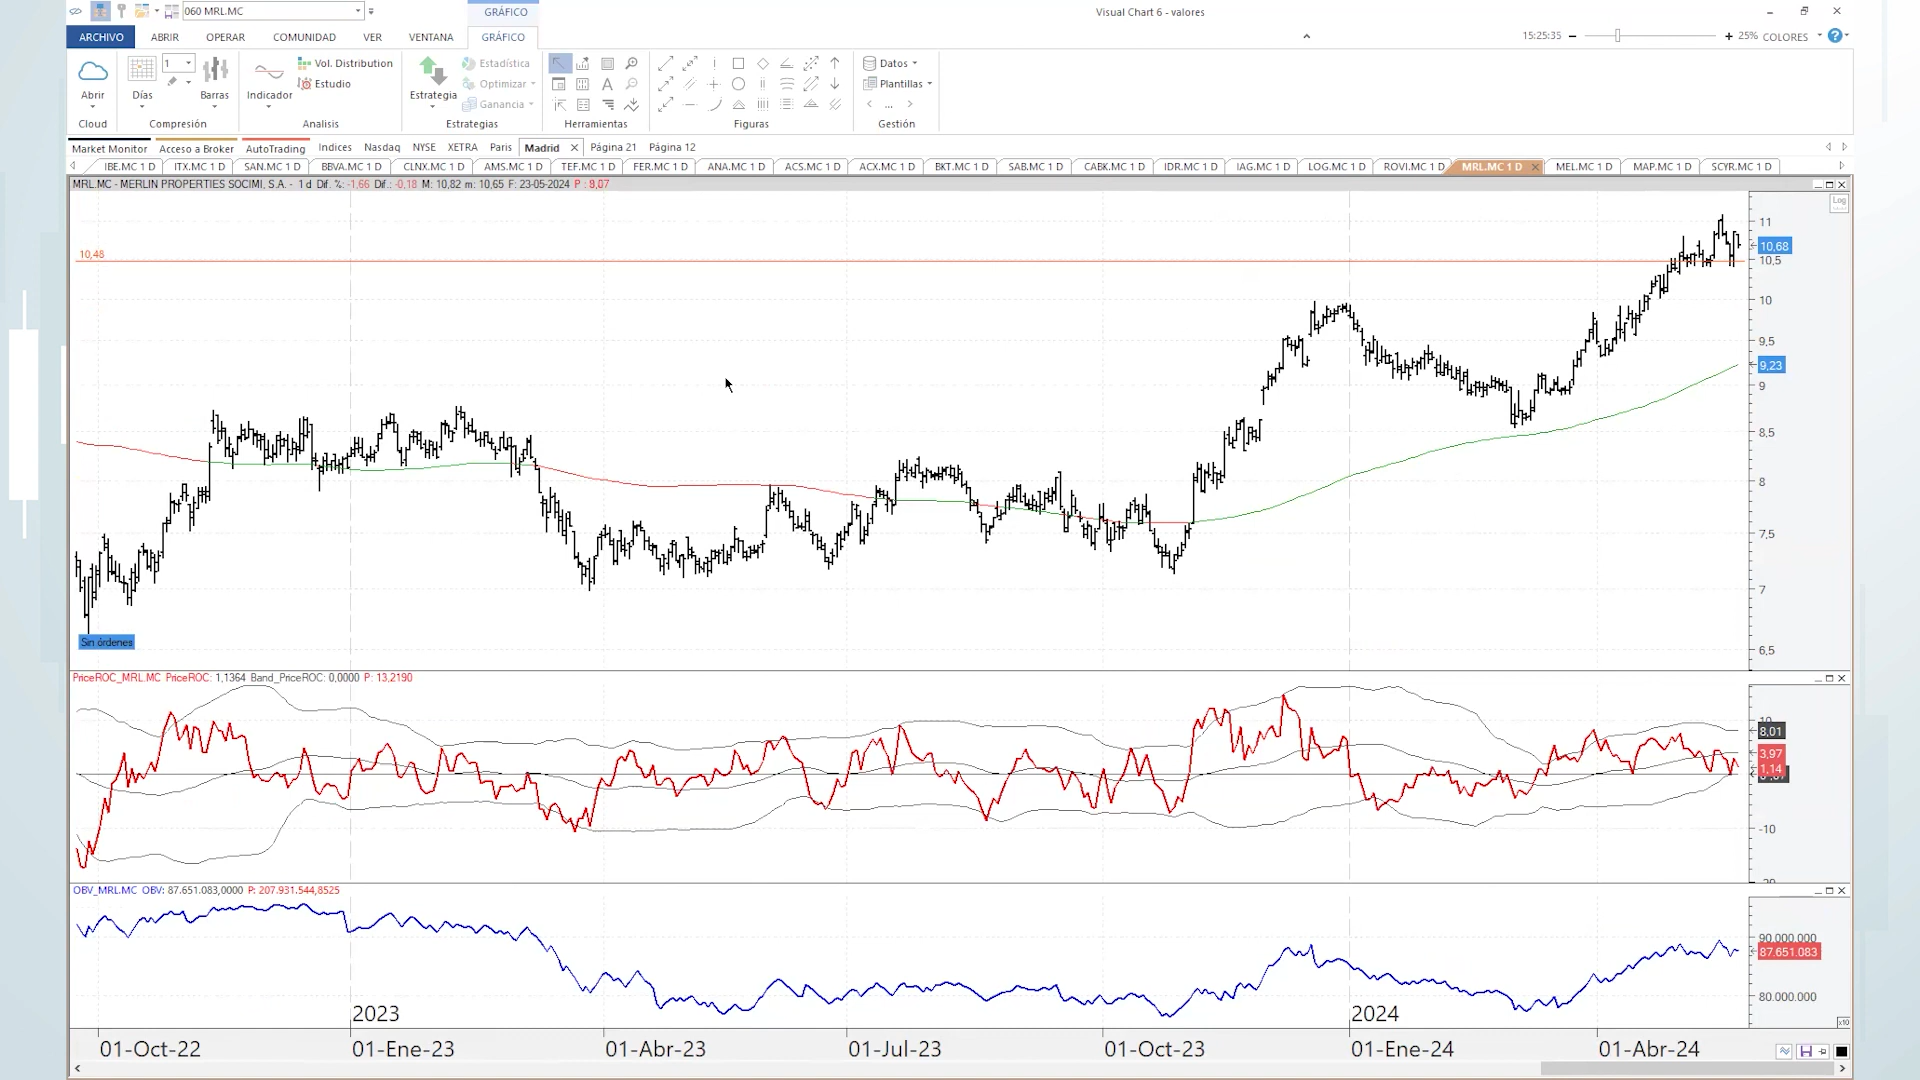 060 MRL.MC
GRÁFICO
Visual Chart 6 - valores
ARCHIVO ABRIR OPERAR COMUNIDAD VER VENTANA GRÁFICO
15:25:35 25% COLORES
Abrir Días 1 Barras Indicador Vol. Distribution Estudio Estrategia Estadística Optimizar Ganancia Datos Plantillas
Cloud Compresión Analisis Estrategias Herramientas Figuras Gestión
Market Monitor Acceso a Broker AutoTrading Indices Nasdaq NYSE XETRA Paris Madrid Página 21 Página 12
IBE.MC 1 D ITX.MC 1 D SAN.MC 1 D BBVA.MC 1 D CLNX.MC 1 D AMS.MC 1 D TEF.MC 1 D FER.MC 1 D ANA.MC 1 D ACS.MC 1 D ACX.MC 1 D BKT.MC 1 D SAB.MC 1 D CABK.MC 1 D IDR.MC 1 D IAG.MC 1 D LOG.MC 1 D ROVI.MC 1 D MRL.MC 1 D MEL.MC 1 D MAP.MC 1 D SCYR.MC 1 D
MRL.MC - MERLIN PROPERTIES SOCIMI, S.A. - 1 d Dif. %: -1,66 Dif.: -0,18 M: 10,82 m: 10,65 F: 23-05-2024 P : 9,07
Log
11
10,68
10,48
10,5
10
9,5
9,23
9
8,5
8
7,5
7
Sin órdenes
6,5
PriceROC_MRL.MC PriceROC: 1,1364 Band_PriceROC: 0,0000 P: 13,2190
10
8,01
3,97
1,14
-10
-20
OBV_MRL.MC OBV: 87.651.083,0000 P: 207.931.544,8525
90.000.000
87.651.083
80.000.000
2023 2024
x10
01-Oct-22 01-Ene-23 01-Abr-23 01-Jul-23 01-Oct-23 01-Ene-24 01-Abr-24